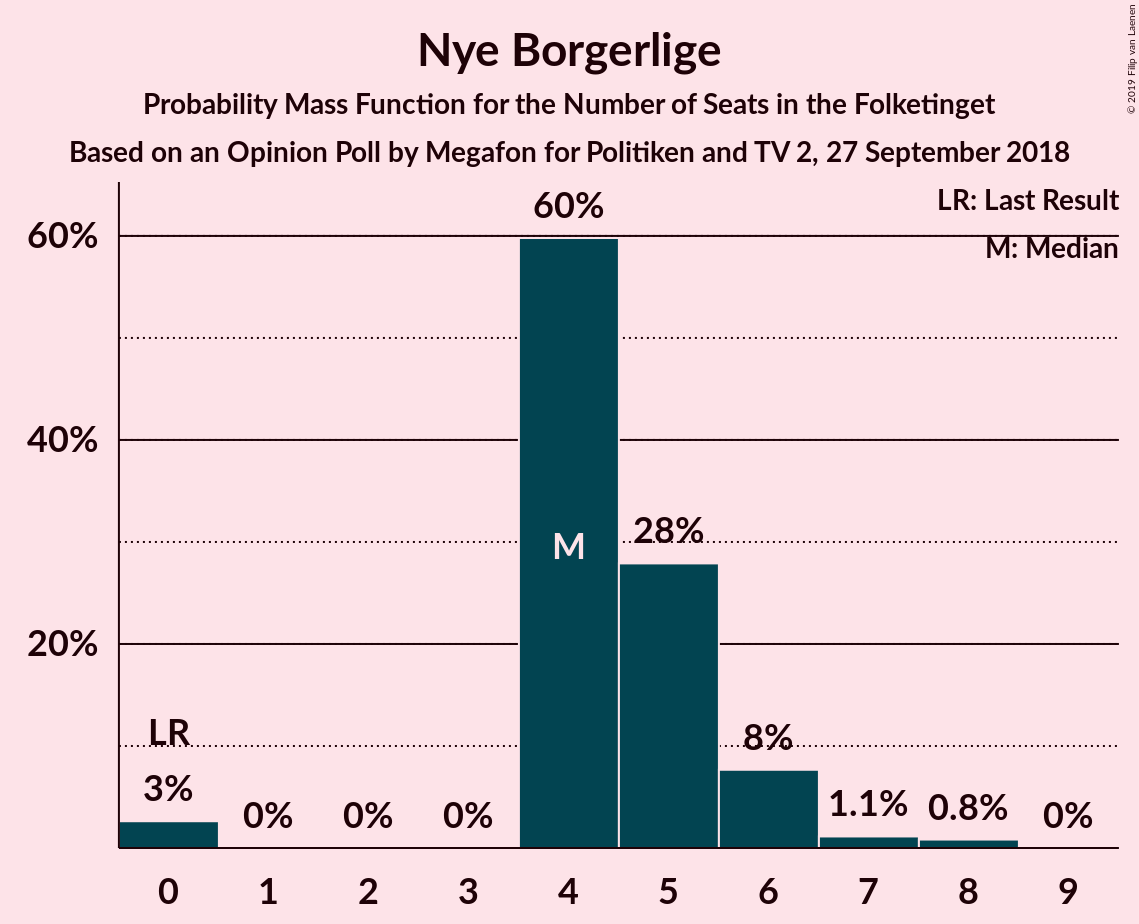 Nye Borgerlige
Probability Mass Function for the Number of Seats in the Folketinget
Based on an Opinion Poll by Megafon for Politiken and TV 2, 27 September 2018
© 2019 Filip van Laenen
LR: Last Result
M: Median
60%
40%
20%
LR
3%
0%
0%
0%
60%
M
28%
8%
1.1%
0.8%
0%
0 1 2 3 4 5 6 7 8 9